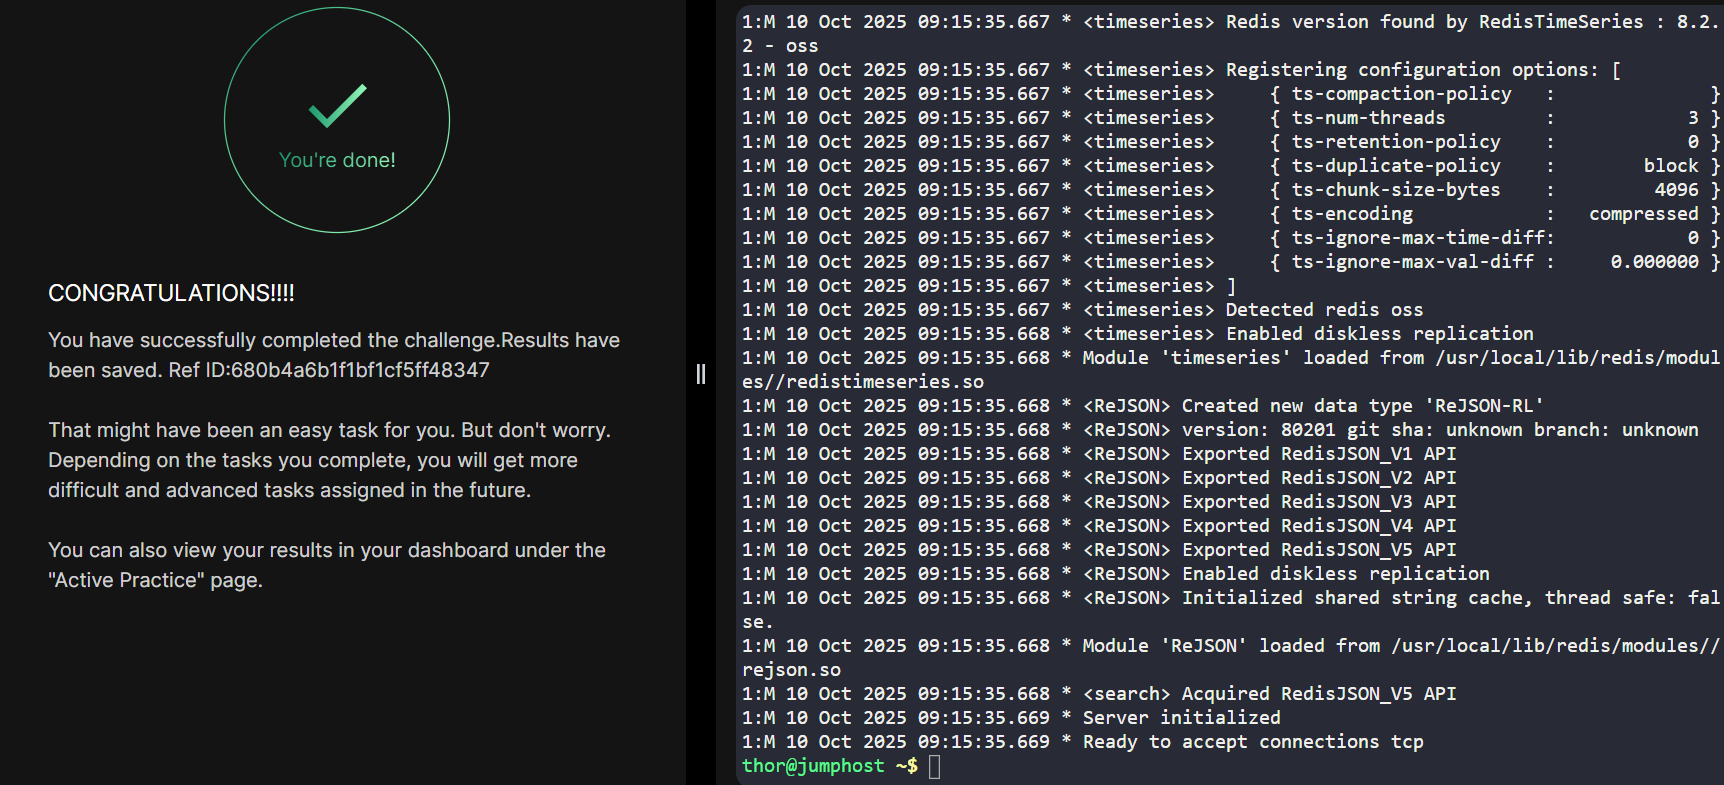 You're done!
CONGRATULATIONS!!!!
You have successfully completed the challenge.Results have
been saved. Ref ID:680b4a6b1f1bf1cf5ff48347
That might have been an easy task for you. But don't worry.
Depending on the tasks you complete, you will get more
difficult and advanced tasks assigned in the future.
You can also view your results in your dashboard under the
"Active Practice" page.
1:M 10 Oct 2025 09:15:35.667 * <timeseries> Redis version found by RedisTimeSeries : 8.2.
2 - oss
1:M 10 Oct 2025 09:15:35.667 * <timeseries> Registering configuration options: [
1:M 10 Oct 2025 09:15:35.667 * <timeseries>     { ts-compaction-policy   :              }
1:M 10 Oct 2025 09:15:35.667 * <timeseries>     { ts-num-threads         :            3 }
1:M 10 Oct 2025 09:15:35.667 * <timeseries>     { ts-retention-policy    :            0 }
1:M 10 Oct 2025 09:15:35.667 * <timeseries>     { ts-duplicate-policy    :        block }
1:M 10 Oct 2025 09:15:35.667 * <timeseries>     { ts-chunk-size-bytes    :         4096 }
1:M 10 Oct 2025 09:15:35.667 * <timeseries>     { ts-encoding            :   compressed }
1:M 10 Oct 2025 09:15:35.667 * <timeseries>     { ts-ignore-max-time-diff:            0 }
1:M 10 Oct 2025 09:15:35.667 * <timeseries>     { ts-ignore-max-val-diff :     0.000000 }
1:M 10 Oct 2025 09:15:35.667 * <timeseries> ]
1:M 10 Oct 2025 09:15:35.667 * <timeseries> Detected redis oss
1:M 10 Oct 2025 09:15:35.668 * <timeseries> Enabled diskless replication
1:M 10 Oct 2025 09:15:35.668 * Module 'timeseries' loaded from /usr/local/lib/redis/modul
es//redistimeseries.so
1:M 10 Oct 2025 09:15:35.668 * <ReJSON> Created new data type 'ReJSON-RL'
1:M 10 Oct 2025 09:15:35.668 * <ReJSON> version: 80201 git sha: unknown branch: unknown
1:M 10 Oct 2025 09:15:35.668 * <ReJSON> Exported RedisJSON_V1 API
1:M 10 Oct 2025 09:15:35.668 * <ReJSON> Exported RedisJSON_V2 API
1:M 10 Oct 2025 09:15:35.668 * <ReJSON> Exported RedisJSON_V3 API
1:M 10 Oct 2025 09:15:35.668 * <ReJSON> Exported RedisJSON_V4 API
1:M 10 Oct 2025 09:15:35.668 * <ReJSON> Exported RedisJSON_V5 API
1:M 10 Oct 2025 09:15:35.668 * <ReJSON> Enabled diskless replication
1:M 10 Oct 2025 09:15:35.668 * <ReJSON> Initialized shared string cache, thread safe: fal
se.
1:M 10 Oct 2025 09:15:35.668 * Module 'ReJSON' loaded from /usr/local/lib/redis/modules//
rejson.so
1:M 10 Oct 2025 09:15:35.668 * <search> Acquired RedisJSON_V5 API
1:M 10 Oct 2025 09:15:35.669 * Server initialized
1:M 10 Oct 2025 09:15:35.669 * Ready to accept connections tcp
thor@jumphost ~$